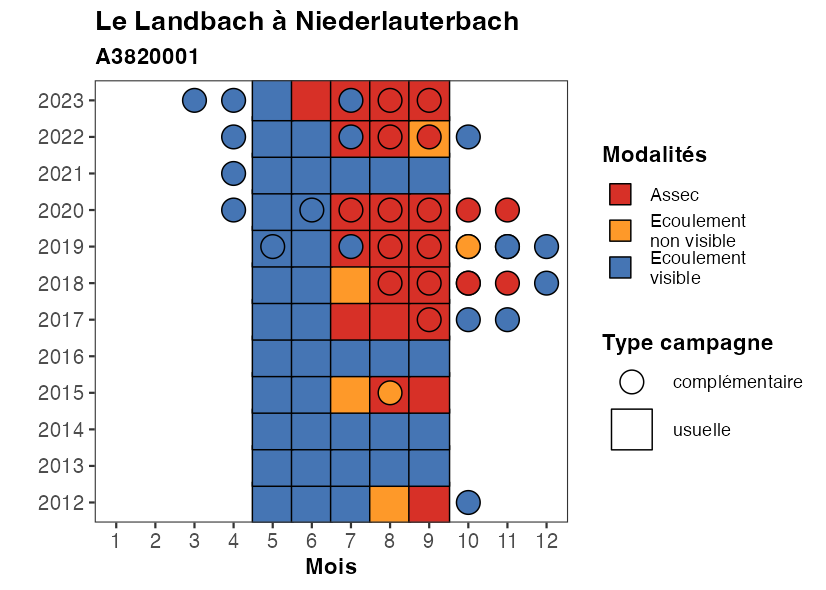 Le Landbach à Niederlauterbach
A3820001
2023
2022
2021
2020
2019
2018
2017
2016
2015
2014
2013
2012
1 2 3 4 5 6 7 8 9 10 11 12
Mois
Modalités
Assec
Ecoulement
non visible
Ecoulement
visible
Type campagne
complémentaire
usuelle